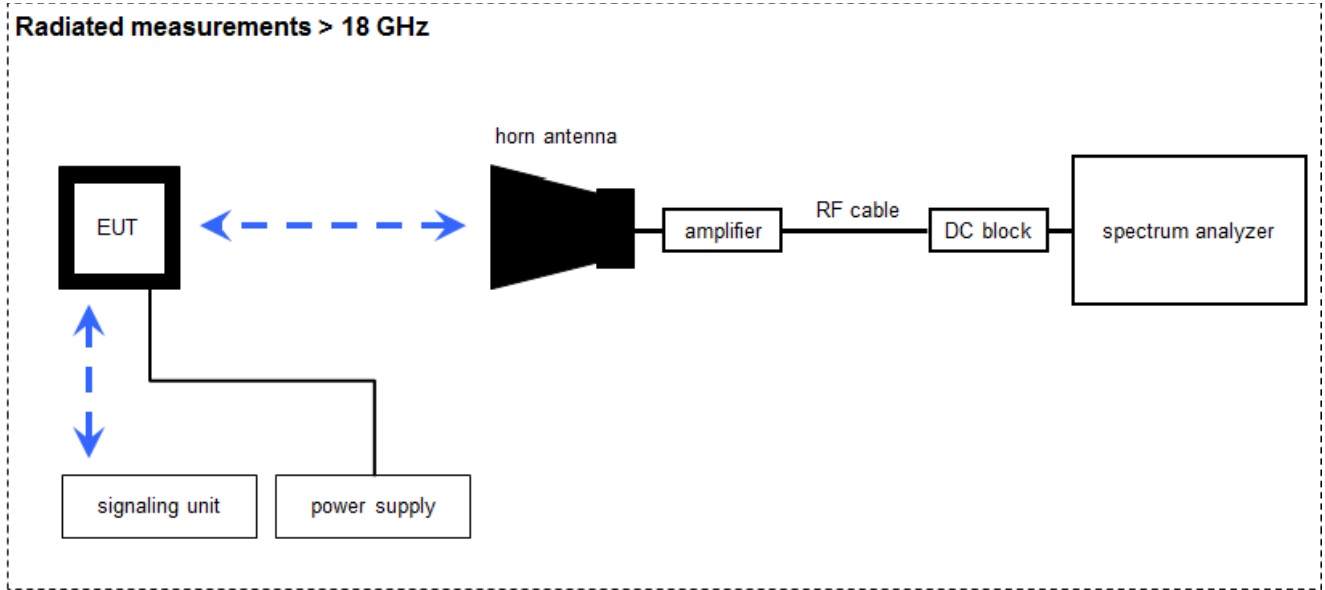 Radiated measurements > 18 GHz
horn antenna
EUT
amplifier
RF cable
DC block
spectrum analyzer
signaling unit
power supply